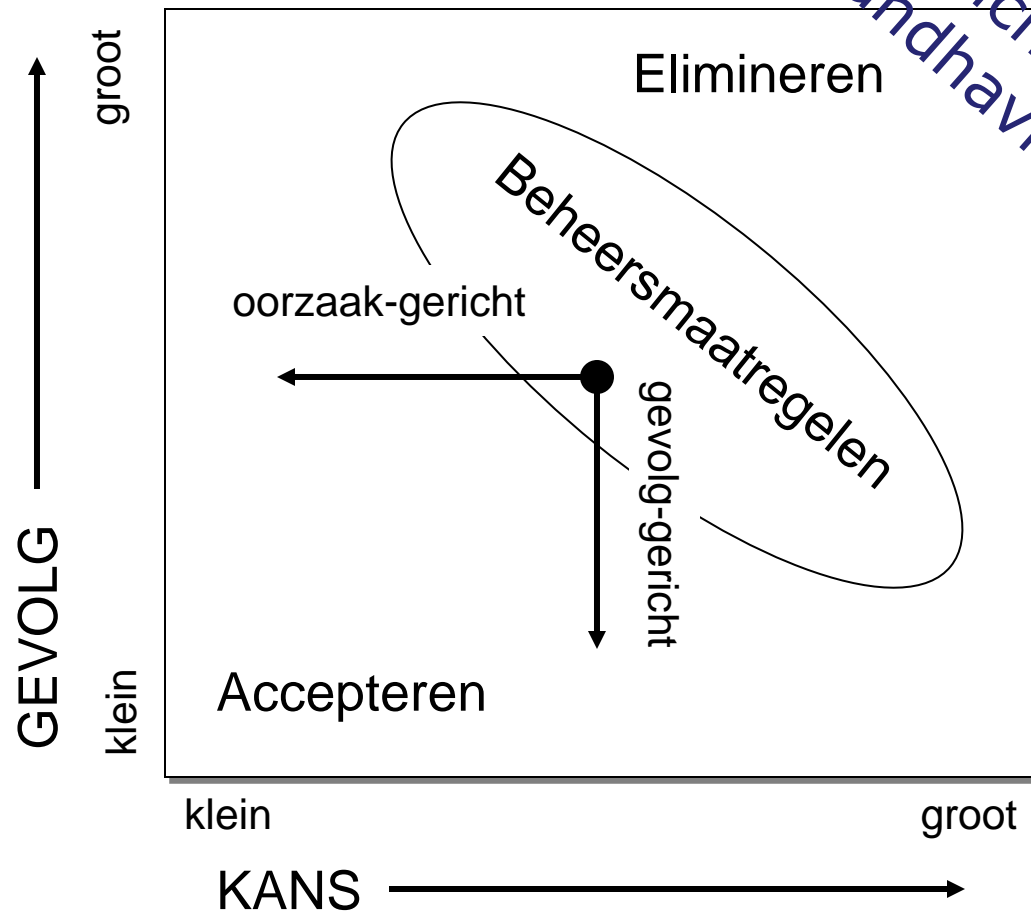 groot
Elimineren
Beheersmaatregelen
oorzaak-gericht
gevolg-gericht
GEVOLG
klein
Accepteren
klein
groot
KANS